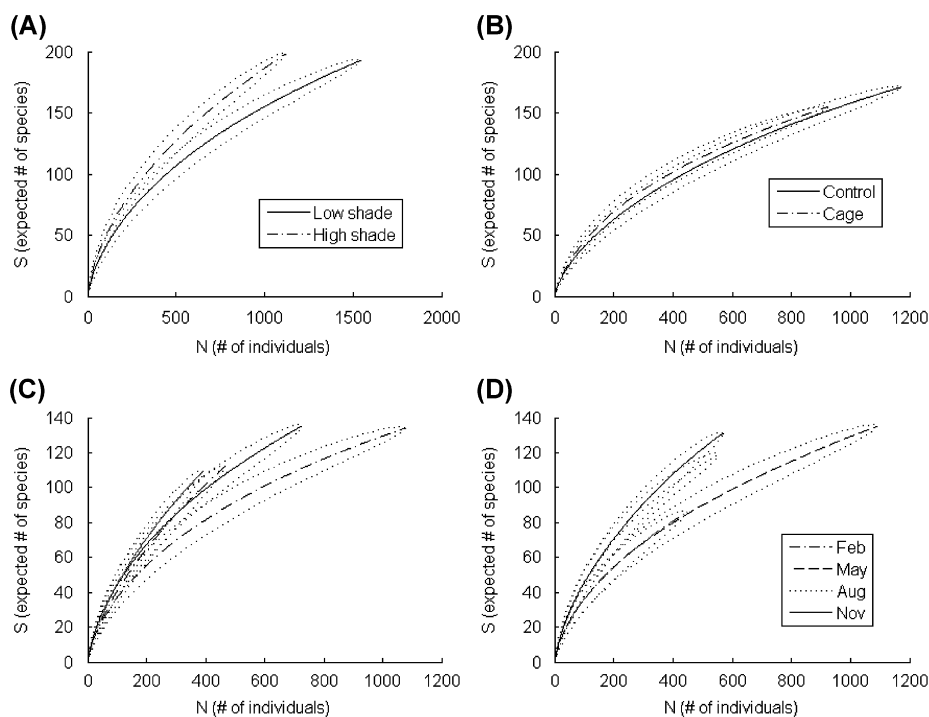 (A)
S (expected # of species)
200
150
100
50
0
0 500 1000 1500 2000
N (# of individuals)
Low shade
High shade
(B)
S (expected # of species)
200
150
100
50
0
0 200 400 600 800 1000 1200
N (# of individuals)
Control
Cage
(C)
S (expected # of species)
140
120
100
80
60
40
20
0
0 200 400 600 800 1000 1200
N (# of individuals)
(D)
S (expected # of species)
140
120
100
80
60
40
20
0
0 200 400 600 800 1000 1200
N (# of individuals)
Feb
May
Aug
Nov